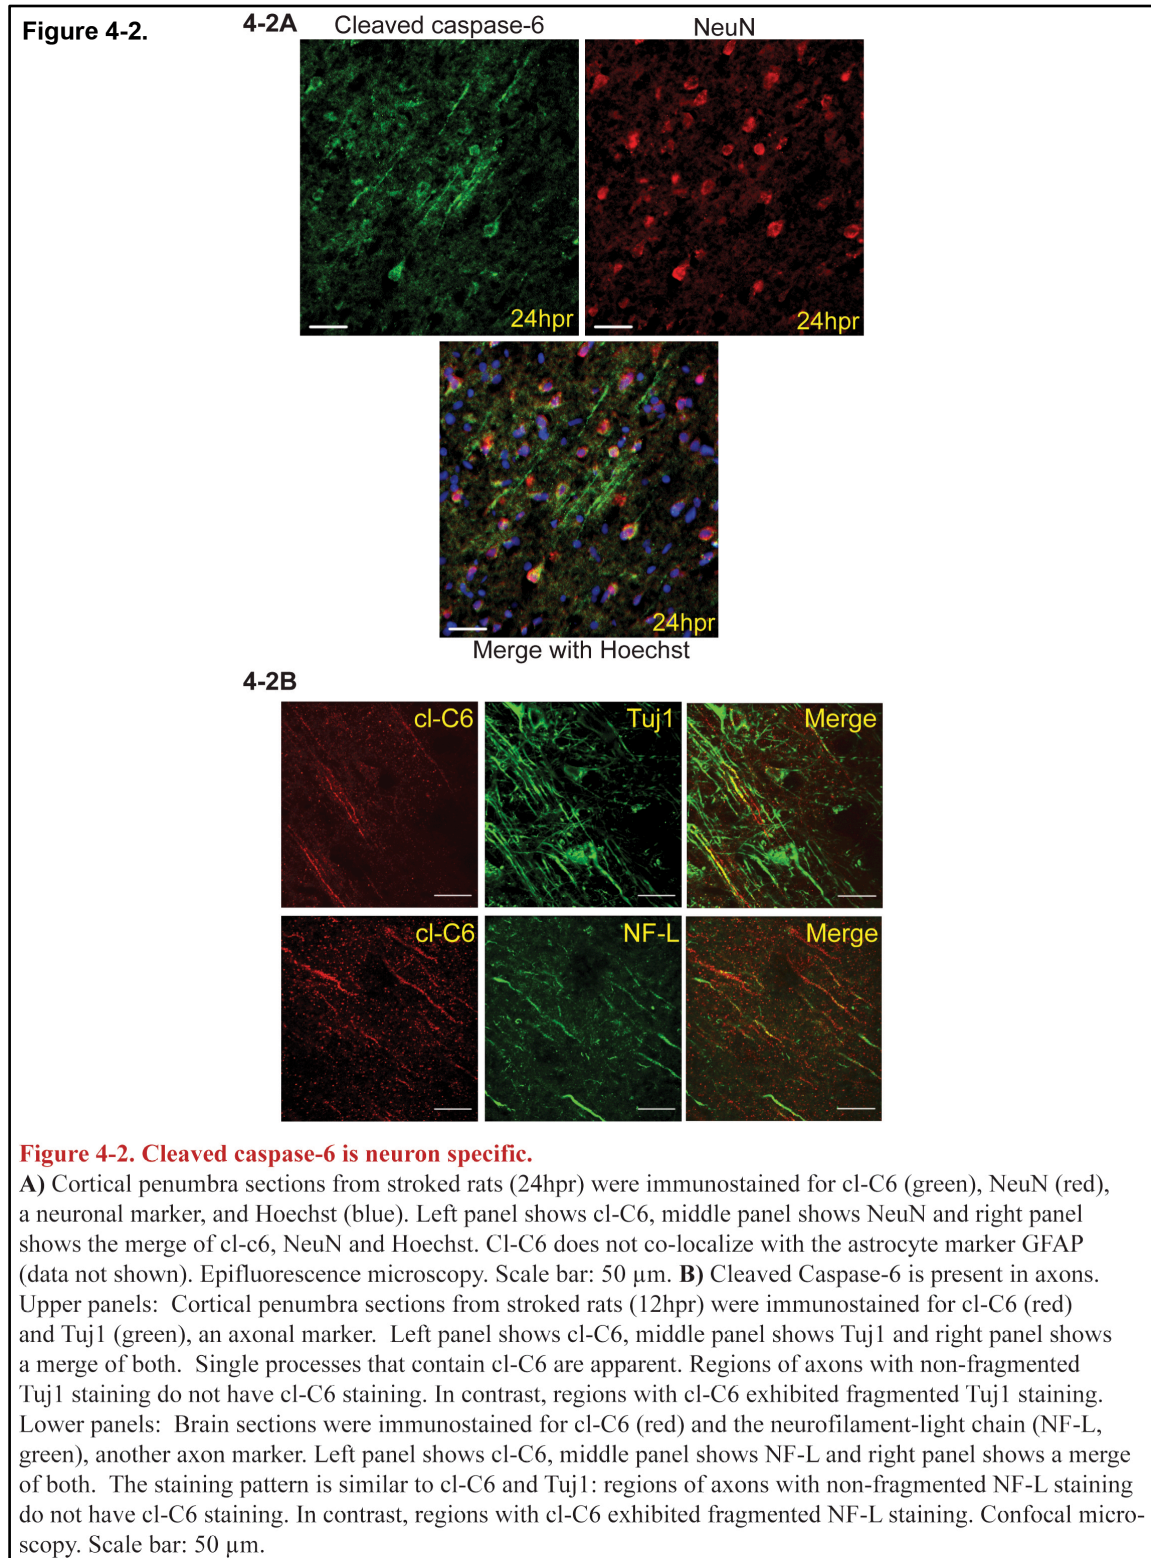 Figure 4-2.
4-2A
Cleaved caspase-6
NeuN
24hpr
24hpr
24hpr
Merge with Hoechst
4-2B
cl-C6
Tuj1
Merge
cl-C6
NF-L
Merge
Figure 4-2. Cleaved caspase-6 is neuron specific.
A) Cortical penumbra sections from stroked rats (24hpr) were immunostained for cl-C6 (green), NeuN (red),
a neuronal marker, and Hoechst (blue). Left panel shows cl-C6, middle panel shows NeuN and right panel
shows the merge of cl-c6, NeuN and Hoechst. Cl-C6 does not co-localize with the astrocyte marker GFAP
(data not shown). Epifluorescence microscopy. Scale bar: 50 µm. B) Cleaved Caspase-6 is present in axons.
Upper panels:  Cortical penumbra sections from stroked rats (12hpr) were immunostained for cl-C6 (red)
and Tuj1 (green), an axonal marker.  Left panel shows cl-C6, middle panel shows Tuj1 and right panel shows
a merge of both.  Single processes that contain cl-C6 are apparent. Regions of axons with non-fragmented
Tuj1 staining do not have cl-C6 staining. In contrast, regions with cl-C6 exhibited fragmented Tuj1 staining.
Lower panels:  Brain sections were immunostained for cl-C6 (red) and the neurofilament-light chain (NF-L,
green), another axon marker. Left panel shows cl-C6, middle panel shows NF-L and right panel shows a merge
of both.  The staining pattern is similar to cl-C6 and Tuj1: regions of axons with non-fragmented NF-L staining
do not have cl-C6 staining. In contrast, regions with cl-C6 exhibited fragmented NF-L staining. Confocal micro-
scopy. Scale bar: 50 µm.